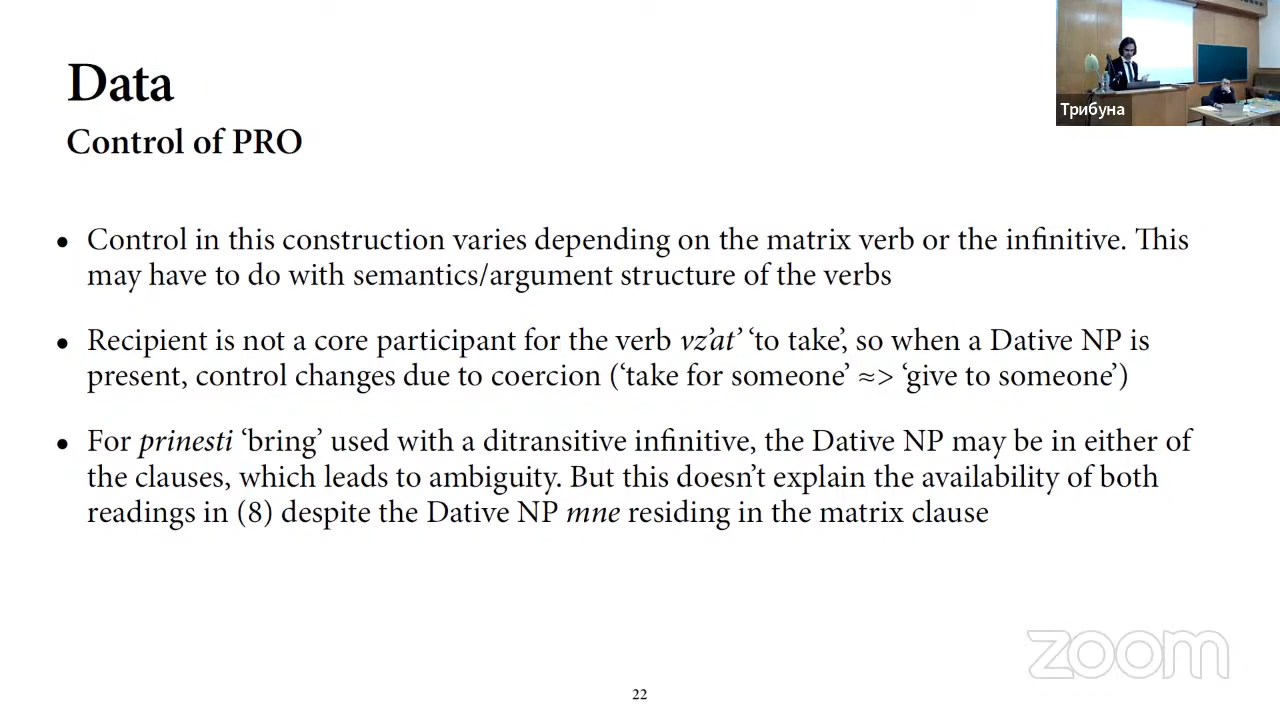 Data
Control of PRO
Трибуна
• Control in this construction varies depending on the matrix verb or the infinitive. This
may have to do with semantics/argument structure of the verbs
• Recipient is not a core participant for the verb vz’at’ ‘to take’, so when a Dative NP is
present, control changes due to coercion (‘take for someone’ ≈> ‘give to someone’)
• For prinesti ‘bring’ used with a ditransitive infinitive, the Dative NP may be in either of
the clauses, which leads to ambiguity. But this doesn’t explain the availability of both
readings in (8) despite the Dative NP mne residing in the matrix clause
zoom
22